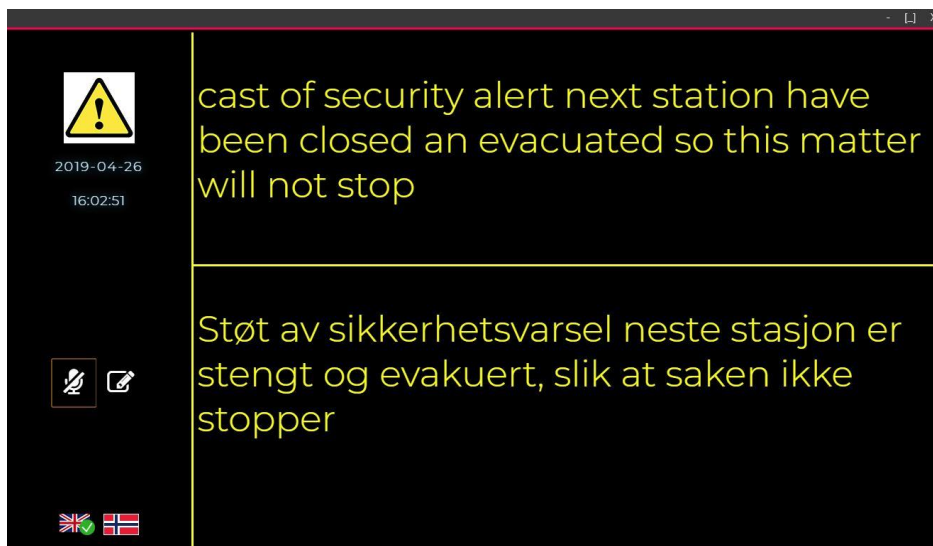 2019-04-26
16:02:51
cast of security alert next station have
been closed an evacuated so this matter
will not stop
Støt av sikkerhetsvarsel neste stasjon er
stengt og evakuert, slik at saken ikke
stopper